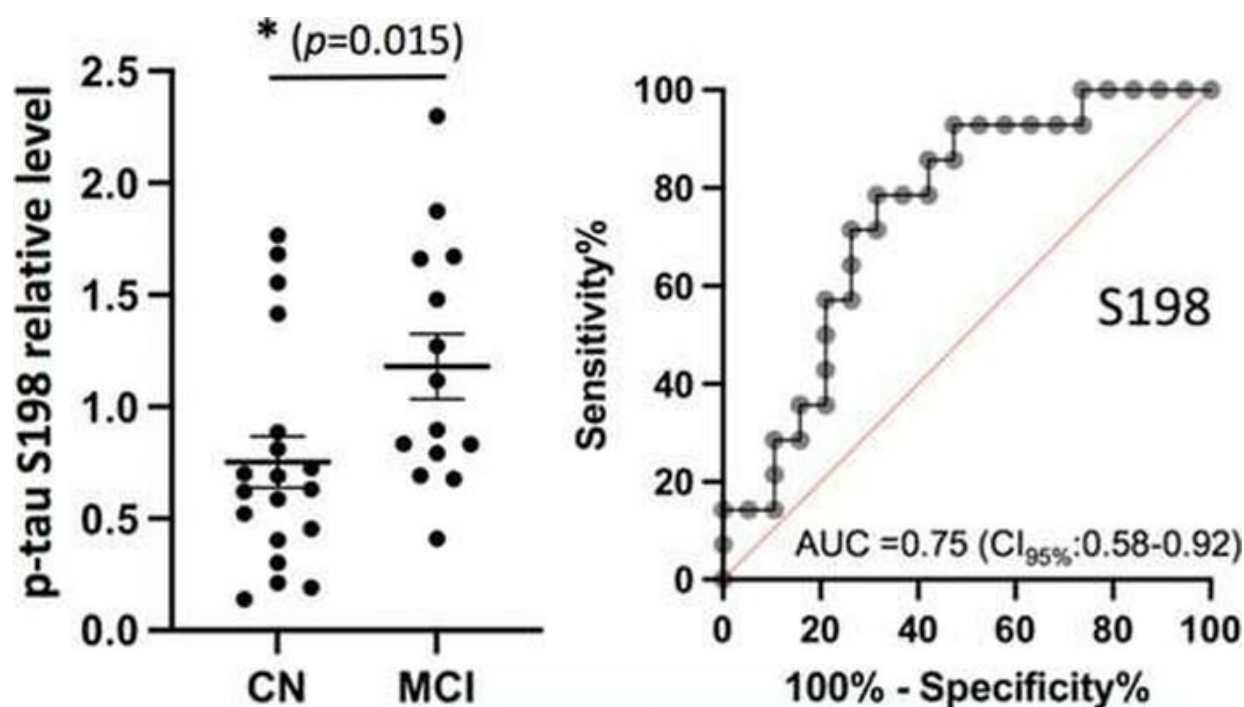 * (p=0.015)
p-tau S198 relative level
2.5
2.0
1.5
1.0
0.5
0.0
CN MCI
Sensitivity%
100
80
60
40
20
0
S198
AUC =0.75 (CI95%:0.58-0.92)
0 20 40 60 80 100
100% - Specificity%